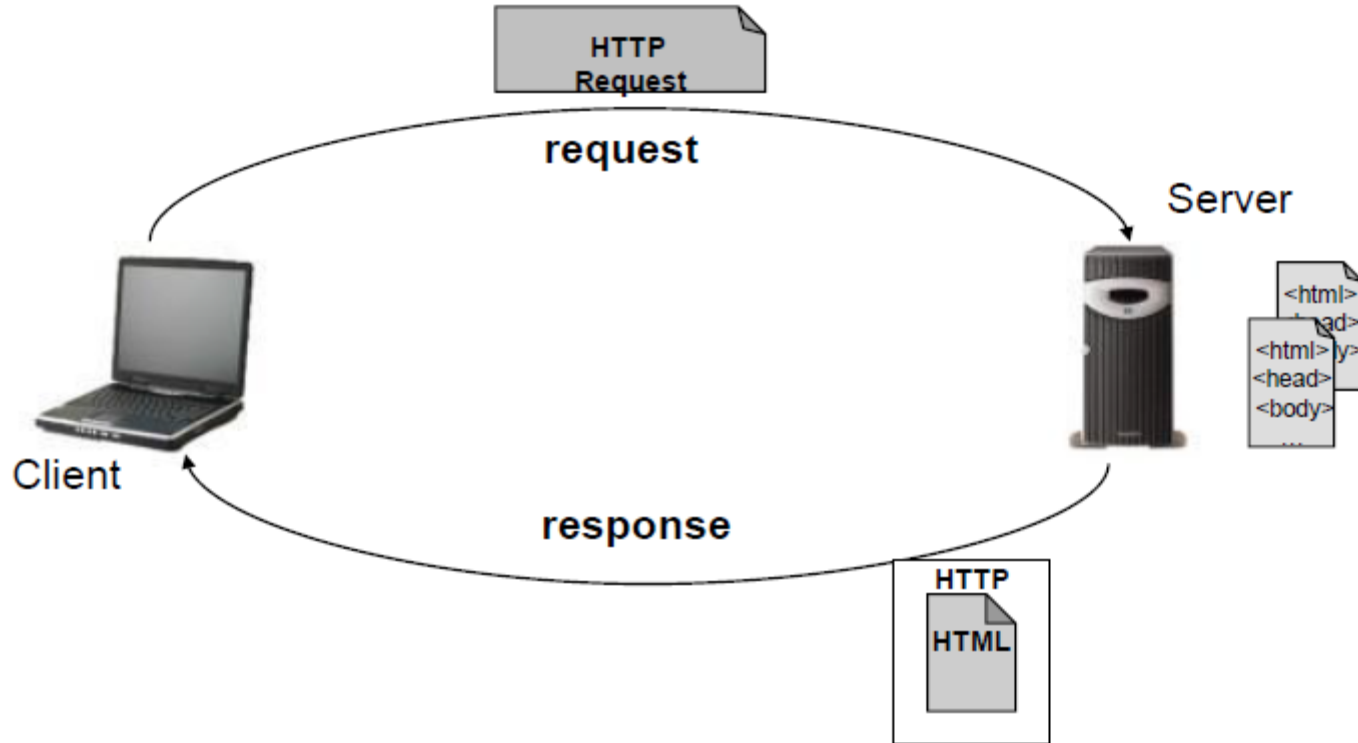 HTTP
Request
request
Server
<html>
<html>
<head>
<body>
...
Client
response
HTTP
HTML